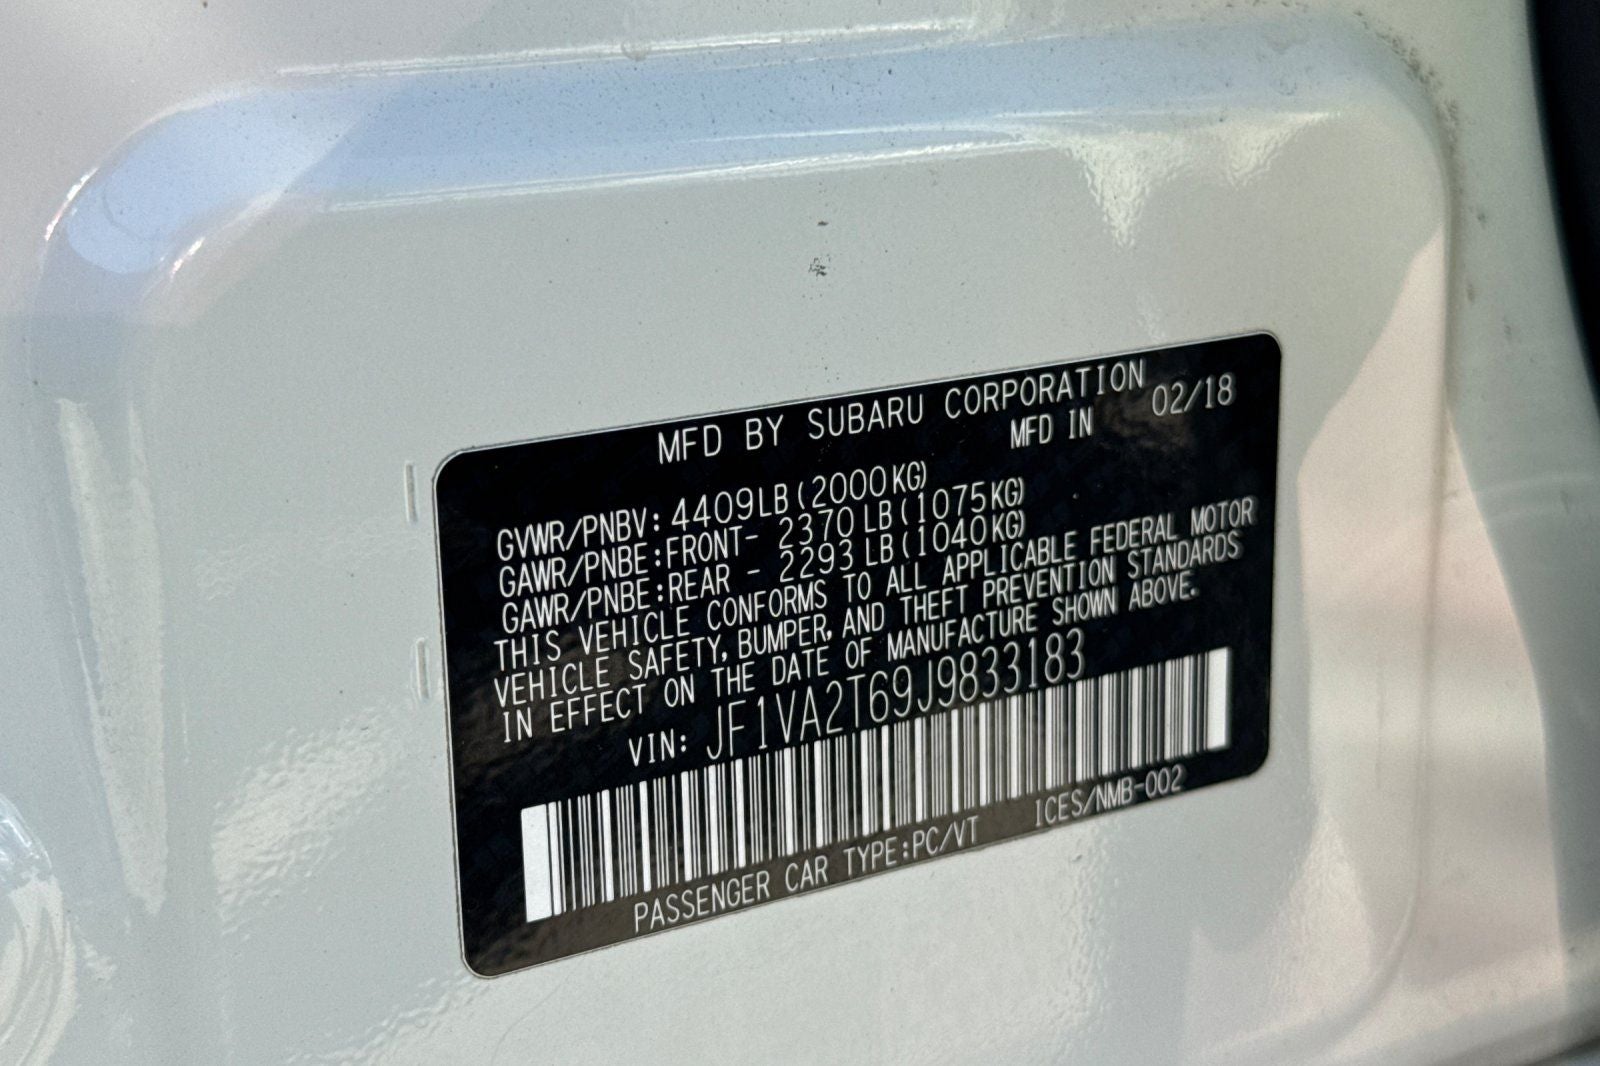 MFD BY SUBARU CORPORATION
MFD IN 02/18
GVWR/PNBV: 4409LB(2000KG)
GAWR/PNBE:FRONT- 2370LB(1075KG)
GAWR/PNBE:REAR - 2293LB(1040KG)
THIS VEHICLE CONFORMS TO ALL APPLICABLE FEDERAL MOTOR
VEHICLE SAFETY, BUMPER, AND THEFT PREVENTION STANDARDS
IN EFFECT ON THE DATE OF MANUFACTURE SHOWN ABOVE.
VIN: JF1VA2T69J9833183
PASSENGER CAR TYPE:PC/VT ICES/NMB-002